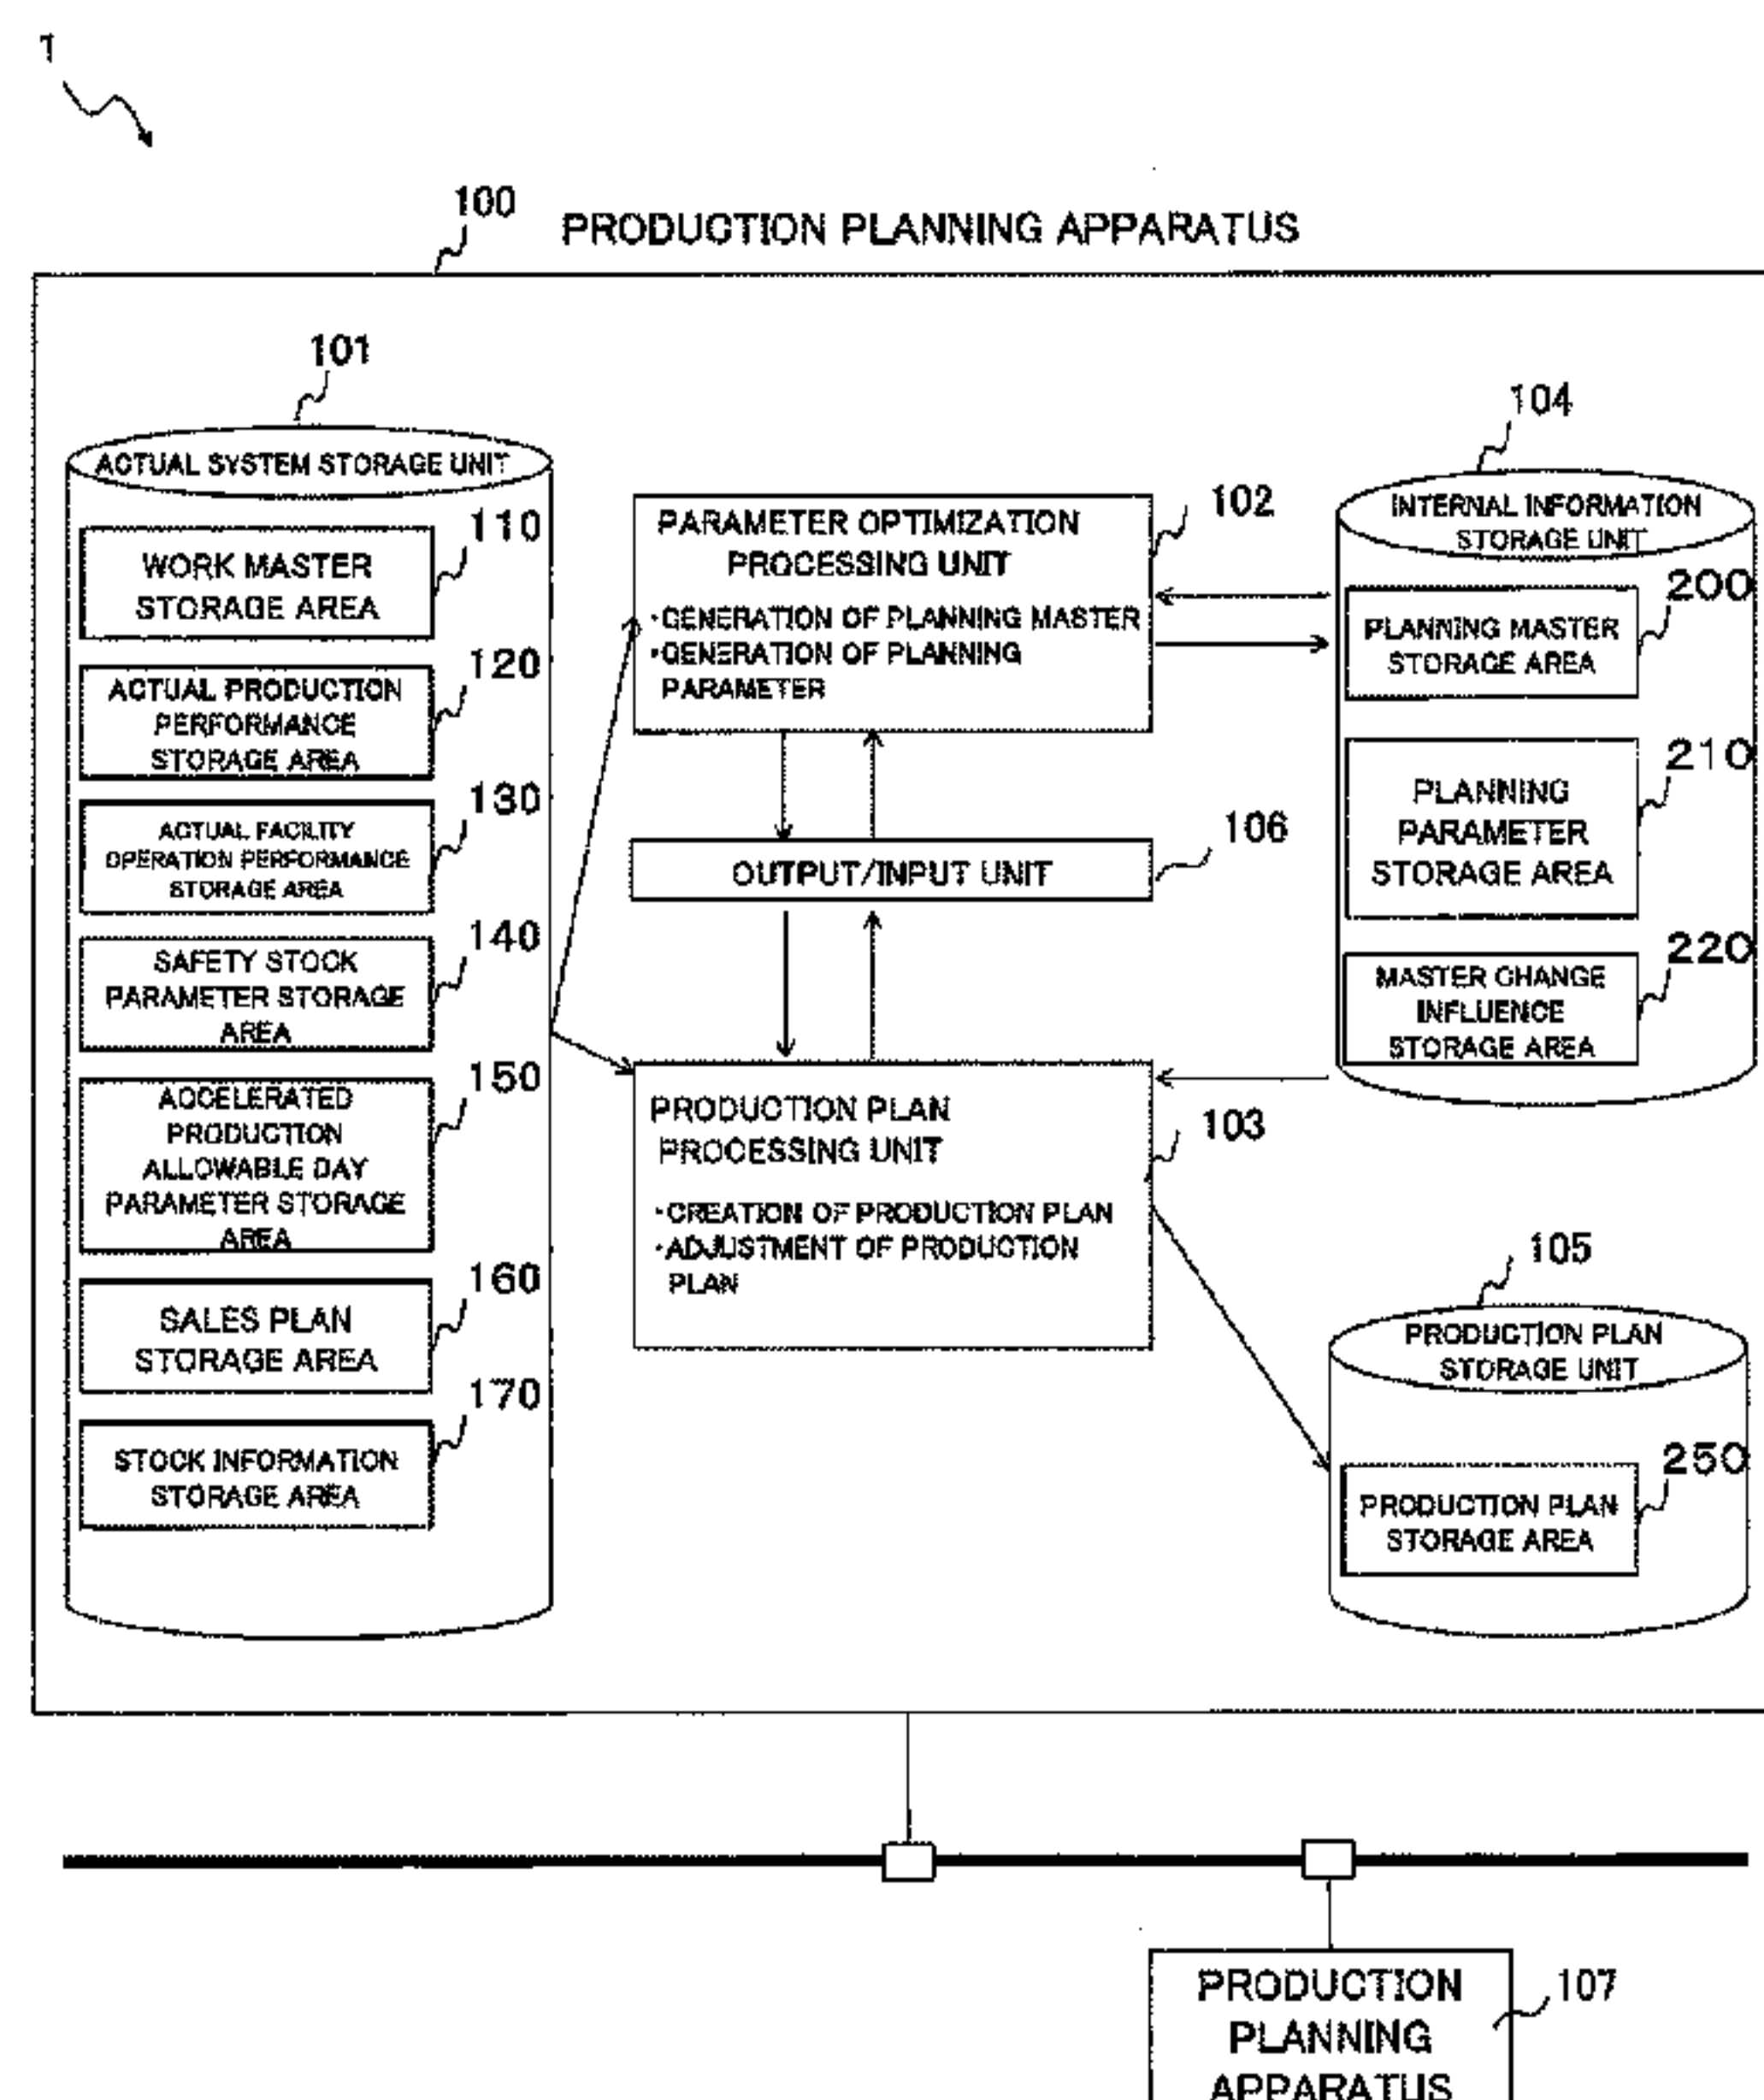 1
100
PRODUCTION PLANNING APPARATUS
101
ACTUAL SYSTEM STORAGE UNIT
110
WORK MASTER
STORAGE AREA
120
ACTUAL PRODUCTION
PERFORMANCE
STORAGE AREA
130
ACTUAL FACILITY
OPERATION PERFORMANCE
STORAGE AREA
140
SAFETY STOCK
PARAMETER STORAGE
AREA
150
ACCELERATED
PRODUCTION
ALLOWABLE DAY
PARAMETER STORAGE
AREA
160
SALES PLAN
STORAGE AREA
170
STOCK INFORMATION
STORAGE AREA
102
PARAMETER OPTIMIZATION
PROCESSING UNIT
・GENERATION OF PLANNING MASTER
・GENERATION OF PLANNING
PARAMETER
106
OUTPUT/INPUT UNIT
103
PRODUCTION PLAN
PROCESSING UNIT
・CREATION OF PRODUCTION PLAN
・ADJUSTMENT OF PRODUCTION
PLAN
104
INTERNAL INFORMATION
STORAGE UNIT
200
PLANNING MASTER
STORAGE AREA
210
PLANNING
PARAMETER
STORAGE AREA
220
MASTER CHANGE
INFLUENCE
STORAGE AREA
105
PRODUCTION PLAN
STORAGE UNIT
250
PRODUCTION PLAN
STORAGE AREA
107
PRODUCTION
PLANNING
APPARATUS